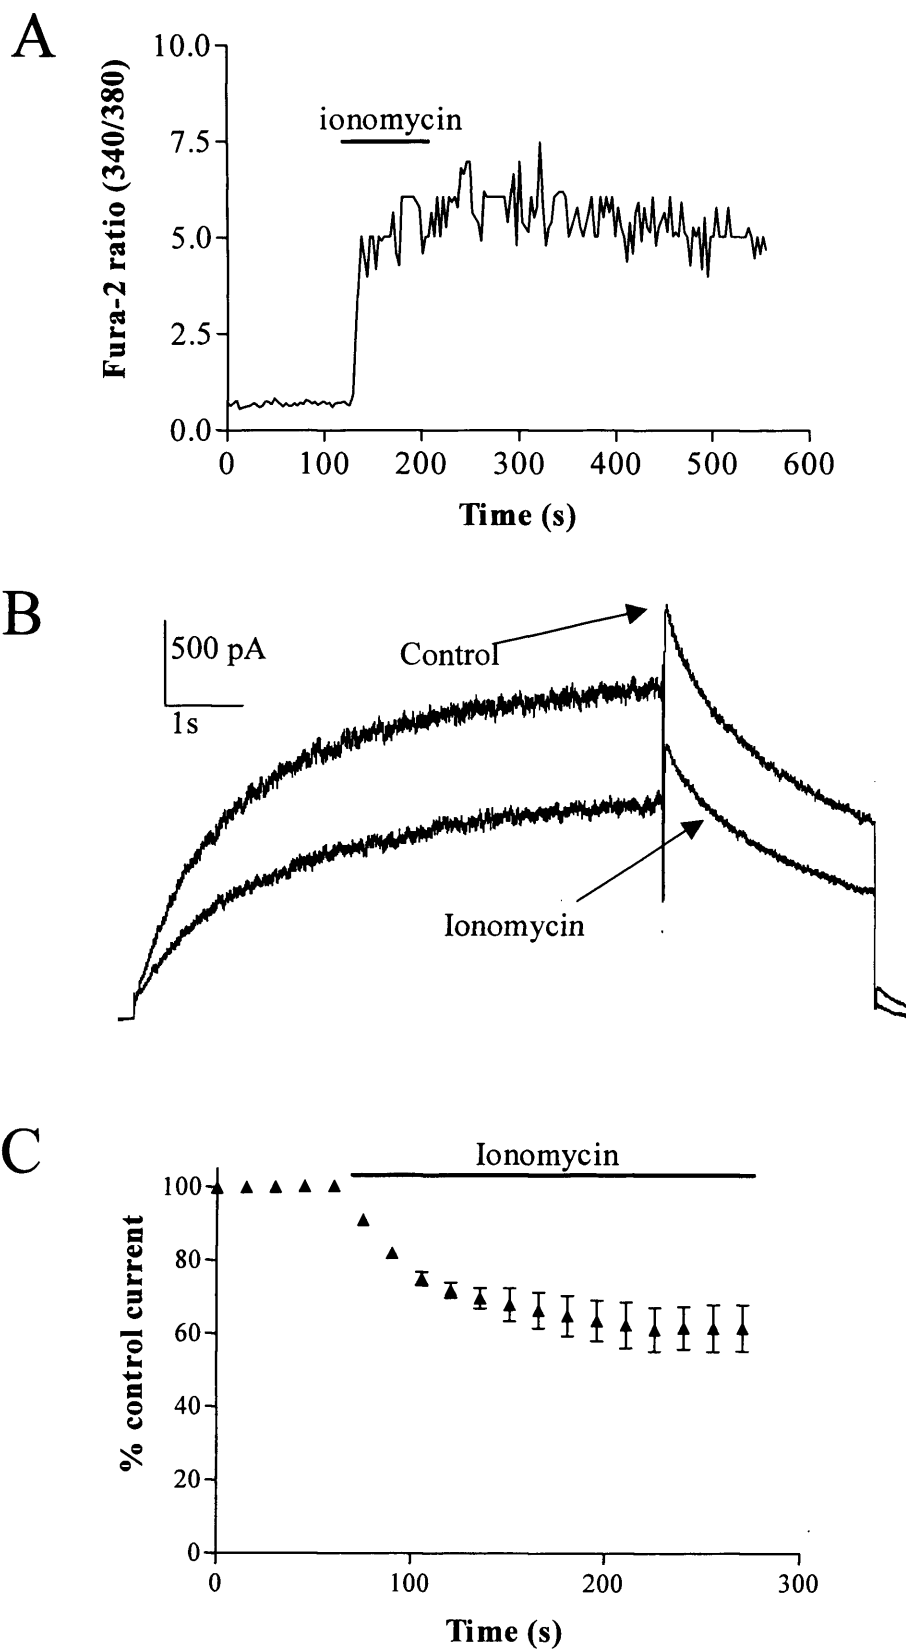 A
Fura-2 ratio (340/380)
10.0
7.5
5.0
2.5
0.0
ionomycin
0 100 200 300 400 500 600
Time (s)
B
500 pA
1s
Control
Ionomycin
C
Ionomycin
% control current
100
80
60
40
20
0
0 100 200 300
Time (s)